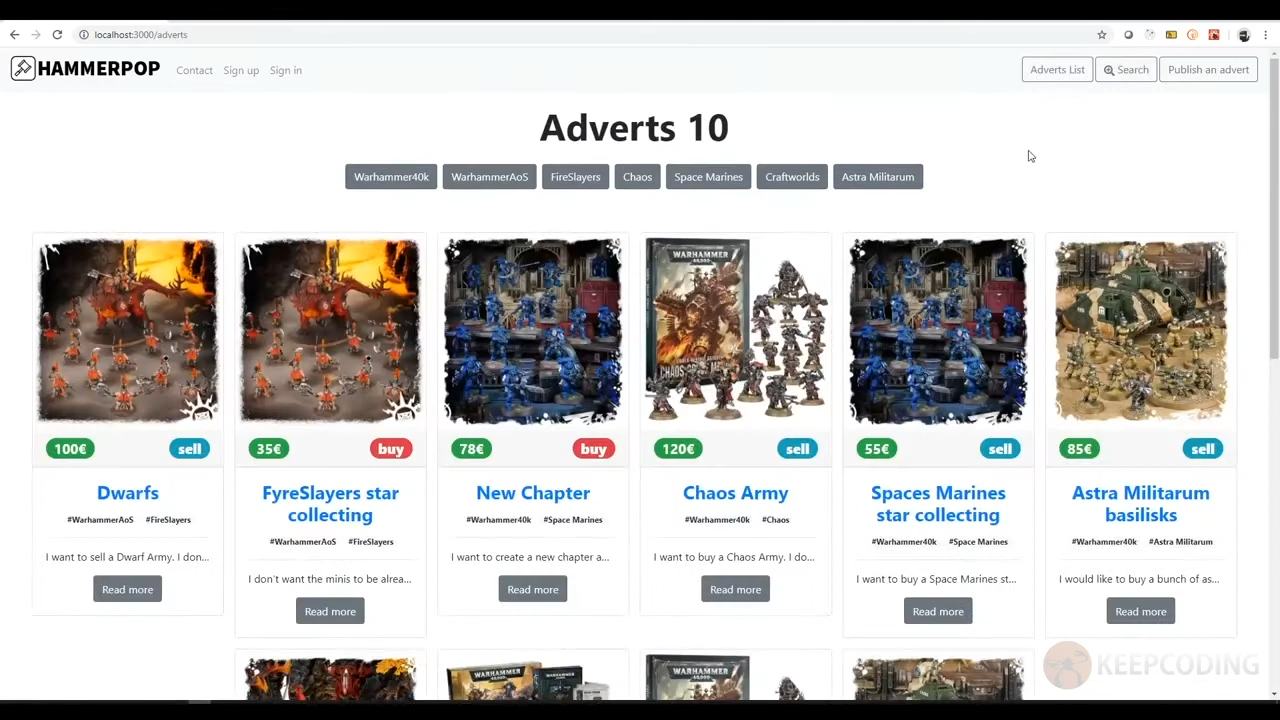 localhost:3000/adverts
HAMMERPOP Contact Sign up Sign in Adverts List Search Publish an advert
Adverts 10
Warhammer40k WarhammerAoS FireSlayers Chaos Space Marines Craftworlds Astra Militarum
WARHAMMER
100€ sell
Dwarfs
#WarhammerAoS #FireSlayers
I want to sell a Dwarf Army. I don...
Read more
35€ buy
FyreSlayers star
collecting
#WarhammerAoS #FireSlayers
I don't want the minis to be alrea...
Read more
78€ buy
New Chapter
#Warhammer40k #Space Marines
I want to create a new chapter a...
Read more
120€ sell
Chaos Army
#Warhammer40k #Chaos
I want to buy a Chaos Army. I do...
Read more
55€ sell
Spaces Marines
star collecting
#Warhammer40k #Space Marines
I want to buy a Space Marines st...
Read more
85€ sell
Astra Militarum
basilisks
#Warhammer40k #Astra Militarum
I would like to buy a bunch of as...
Read more
WARHAMMER
WARHAMMER
KEEPCODING